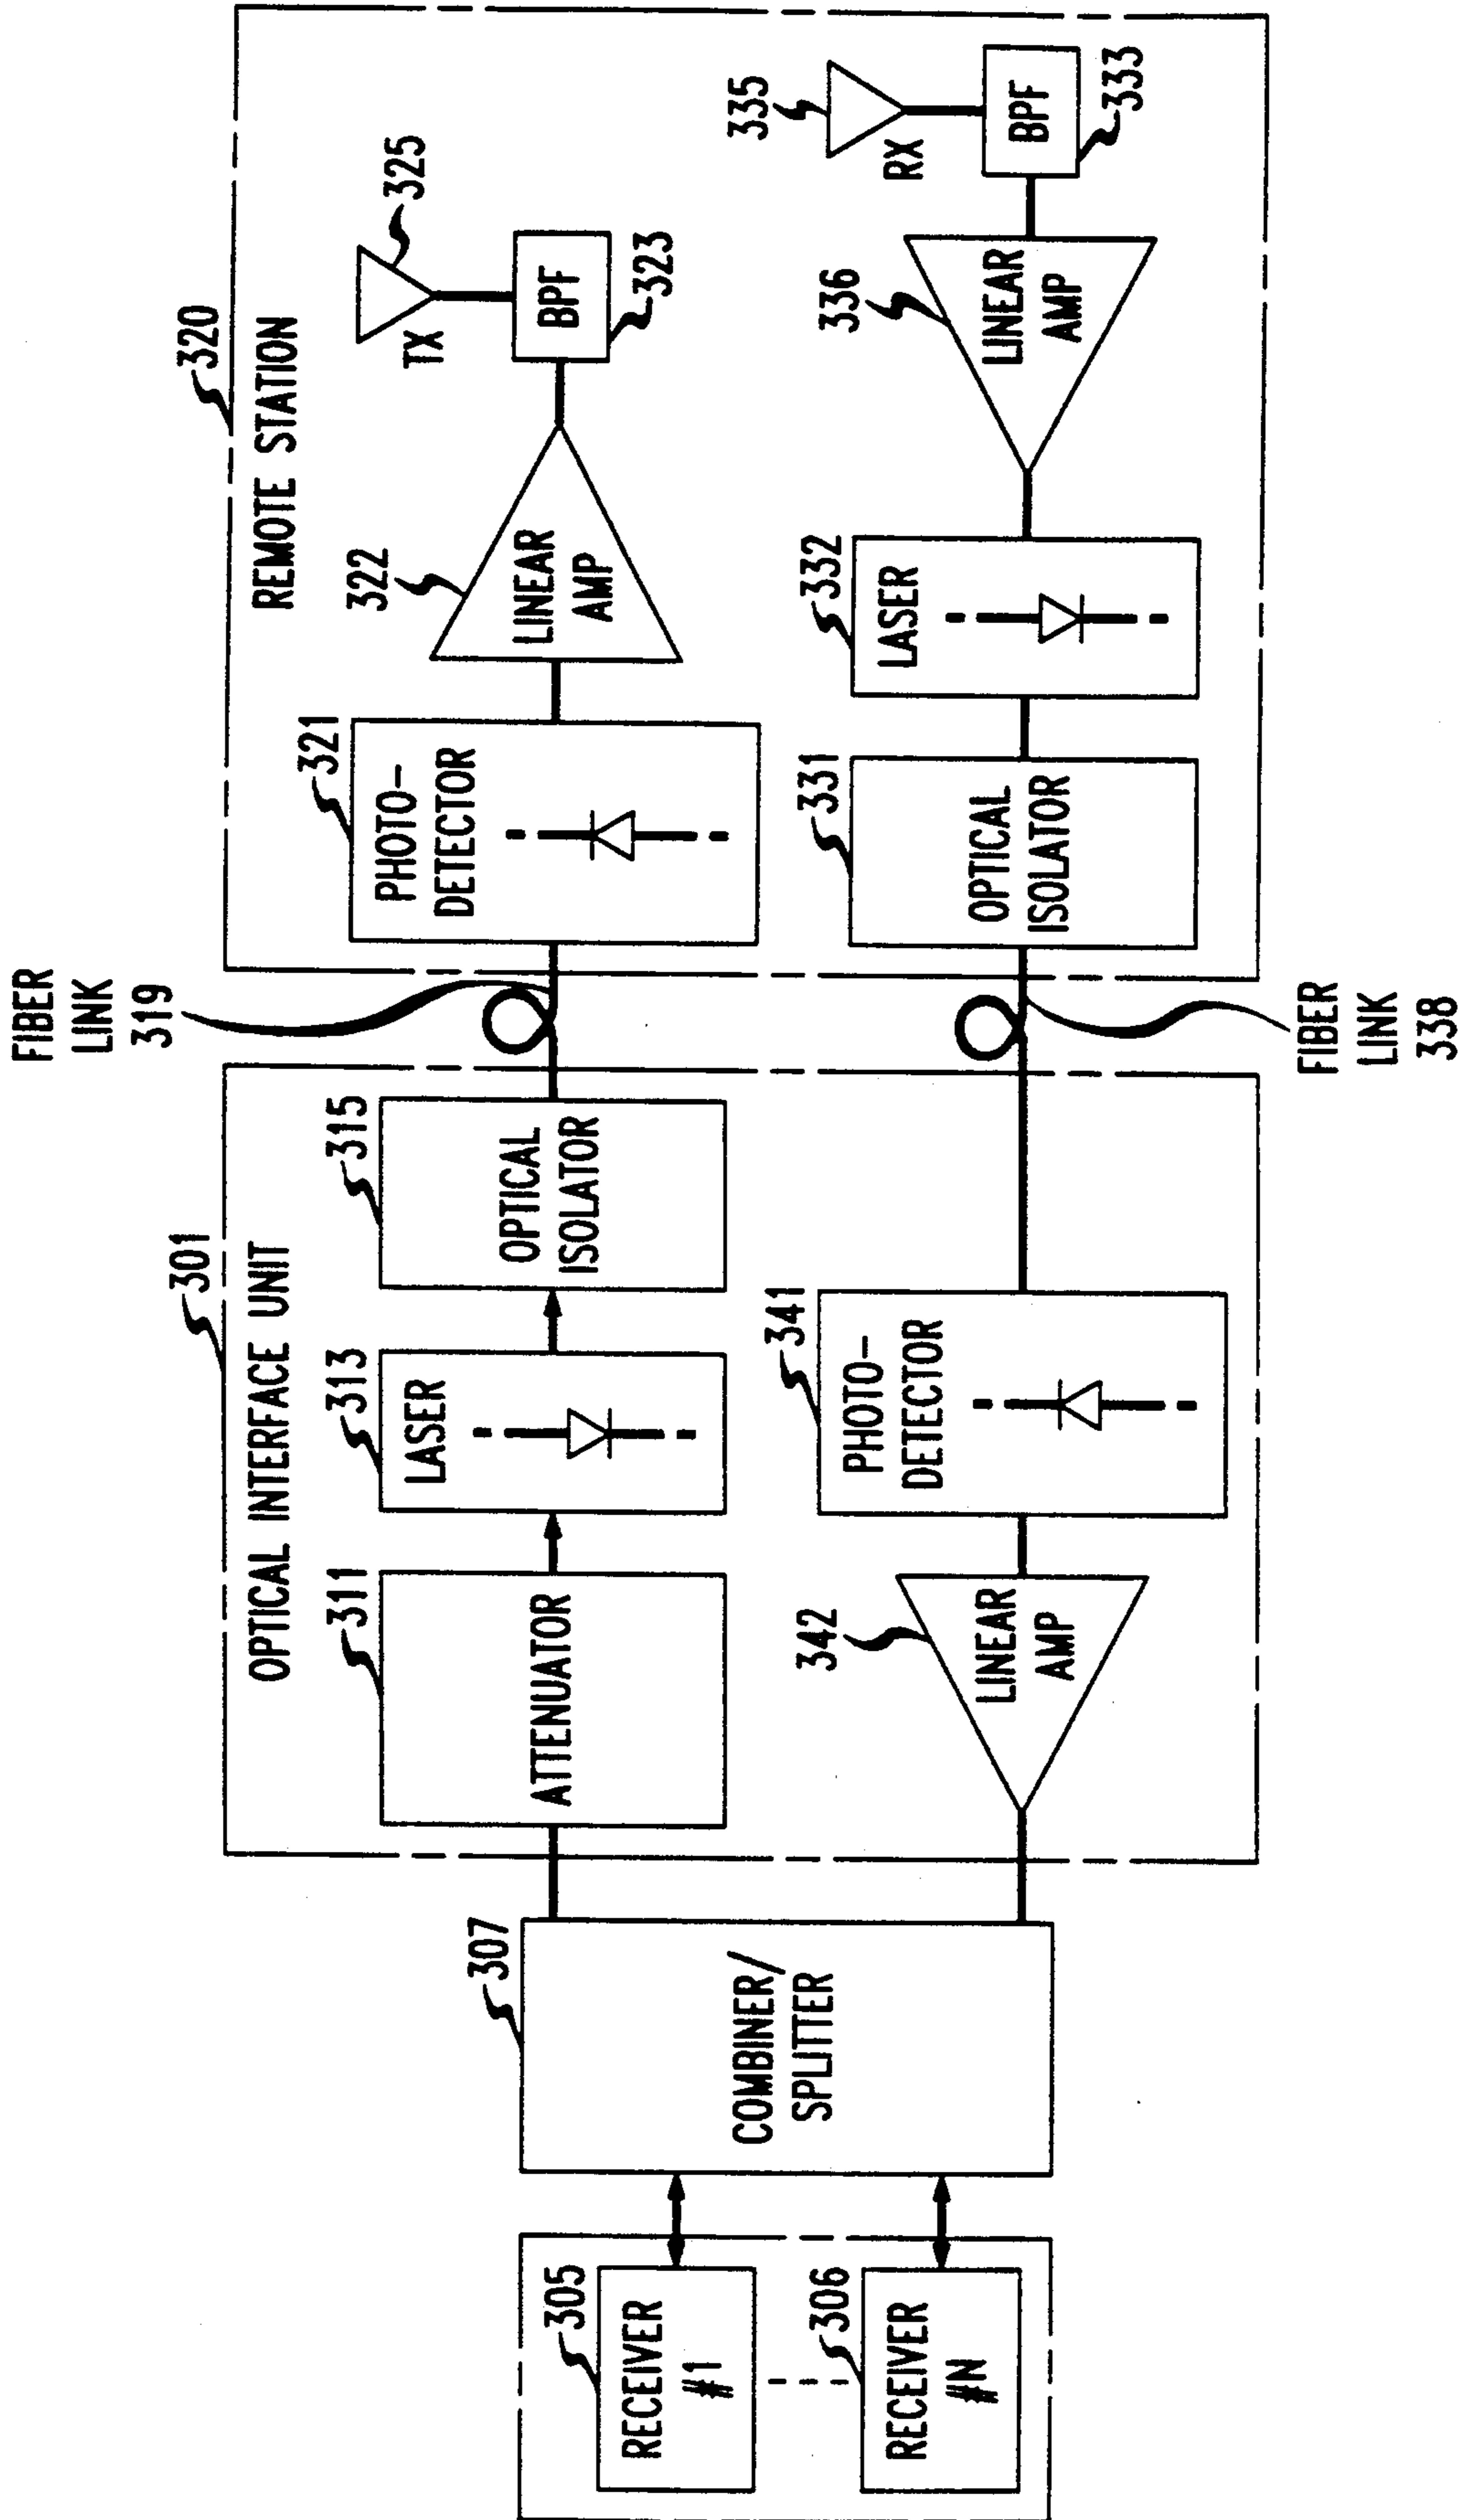 305
RECEIVER
#1
306
RECEIVER
#N
307
COMBINER/
SPLITTER
301
OPTICAL INTERFACE UNIT
311
ATTENUATOR
313
LASER
315
OPTICAL
ISOLATOR
342
LINEAR
AMP
341
PHOTO-
DETECTOR
FIBER
LINK
319
FIBER
LINK
338
320
REMOTE STATION
321
PHOTO-
DETECTOR
322
LINEAR
AMP
BPF
323
TX
325
331
OPTICAL
ISOLATOR
332
LASER
336
LINEAR
AMP
BPF
333
RX
335